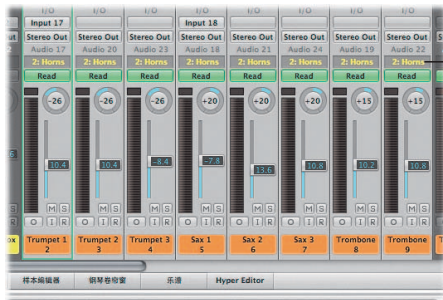 I/O I/O I/O I/O I/O I/O I/O I/O
Input 17 Input 18
Stereo Out Stereo Out Stereo Out Stereo Out Stereo Out Stereo Out Stereo Out Stereo Out
Audio 17 Audio 20 Audio 23 Audio 18 Audio 21 Audio 24 Audio 19 Audio 22
2: Horns 2: Horns 2: Horns 2: Horns 2: Horns 2: Horns 2: Horns 2: Horns
Read Read Read Read Read Read Read Read
-26 -26 -26 +20 +20 +20 +15 +15
10.4 10.4 -8.4 -7.8 13.6 10.8 10.2 10.8
M S M S M S M S M S M S M S M S
O I R O I R O I R O I R O I R O I R O I R O I R
Trumpet 1 Trumpet 2 Trumpet 3 Sax 1 Sax 2 Sax 3 Trombone Trombone
2 3 4 5 6 7 8 9
样本编辑器 钢琴卷帘窗 乐谱 Hyper Editor